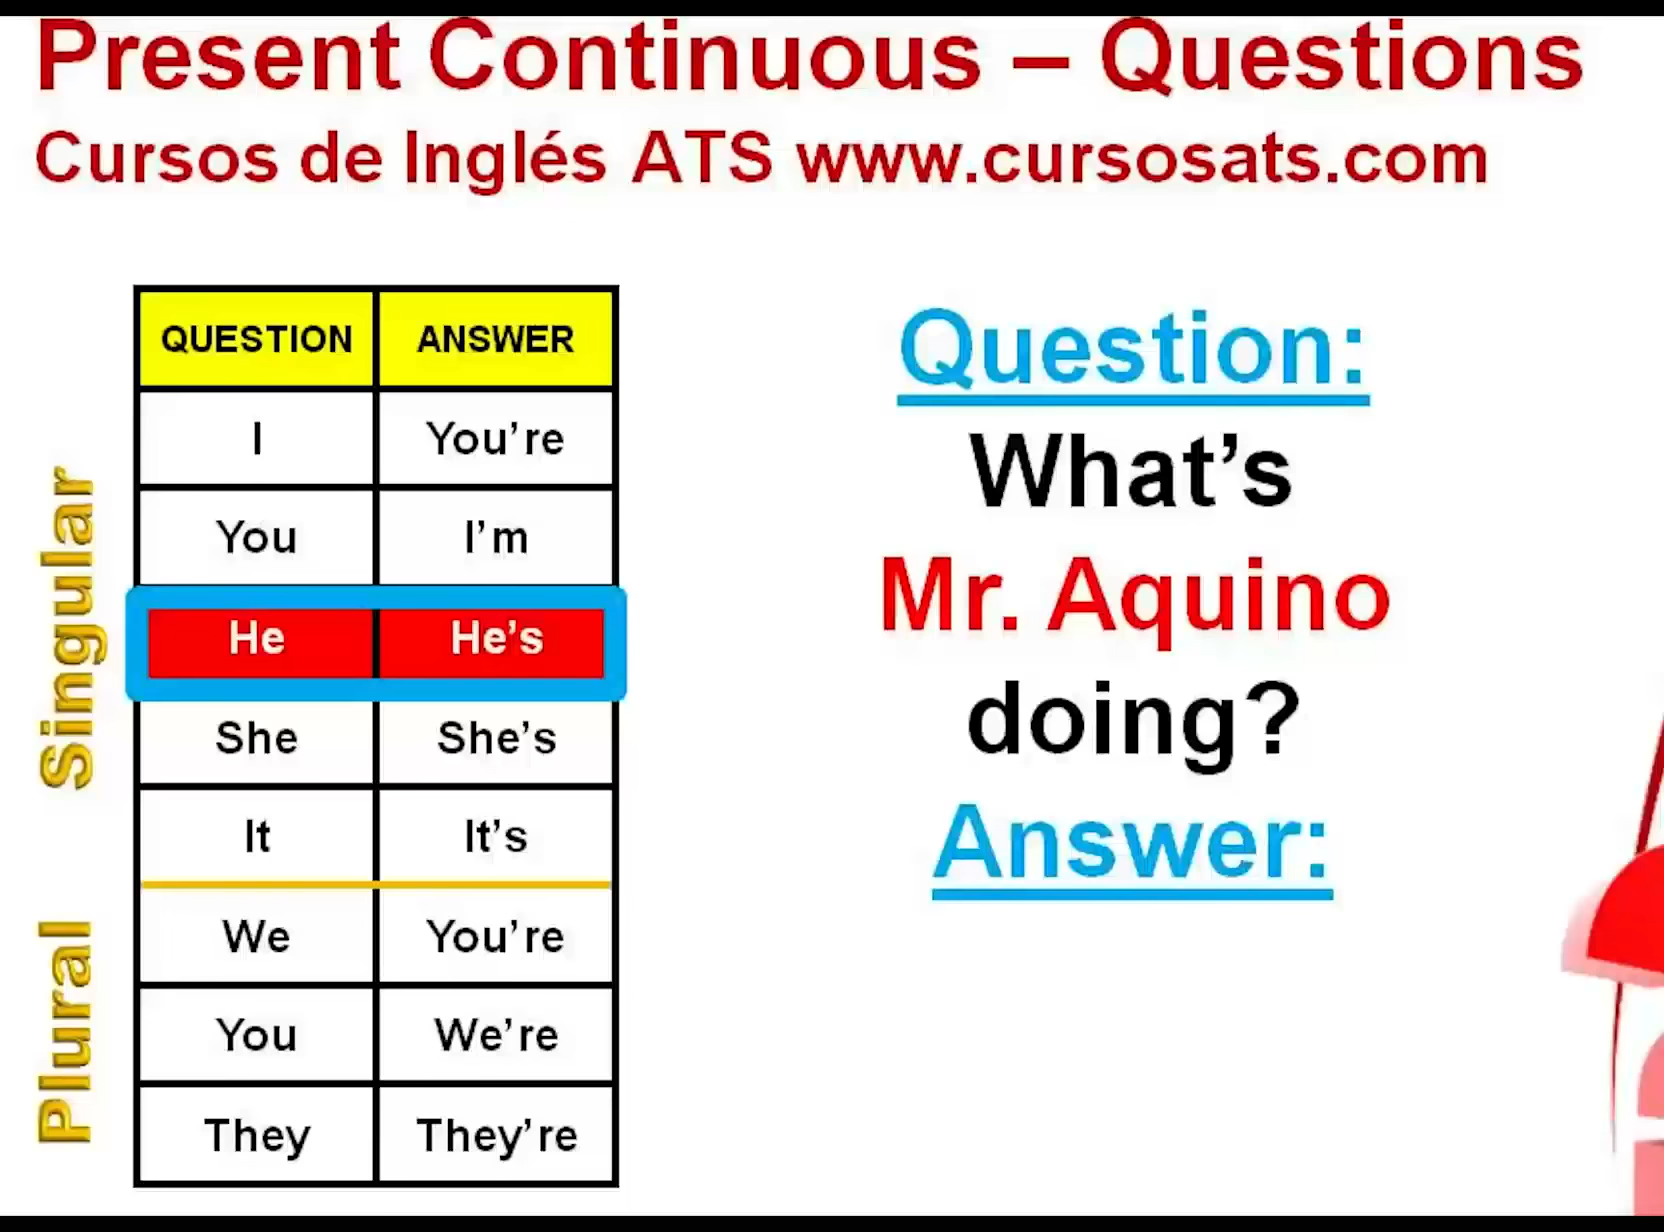 Present Continuous – Questions
Cursos de Inglés ATS www.cursosats.com
QUESTION ANSWER
I You're
You I'm
He He's
She She's
It It's
We You're
You We're
They They're
Singular
Plural
Question:
What's
Mr. Aquino
doing?
Answer: